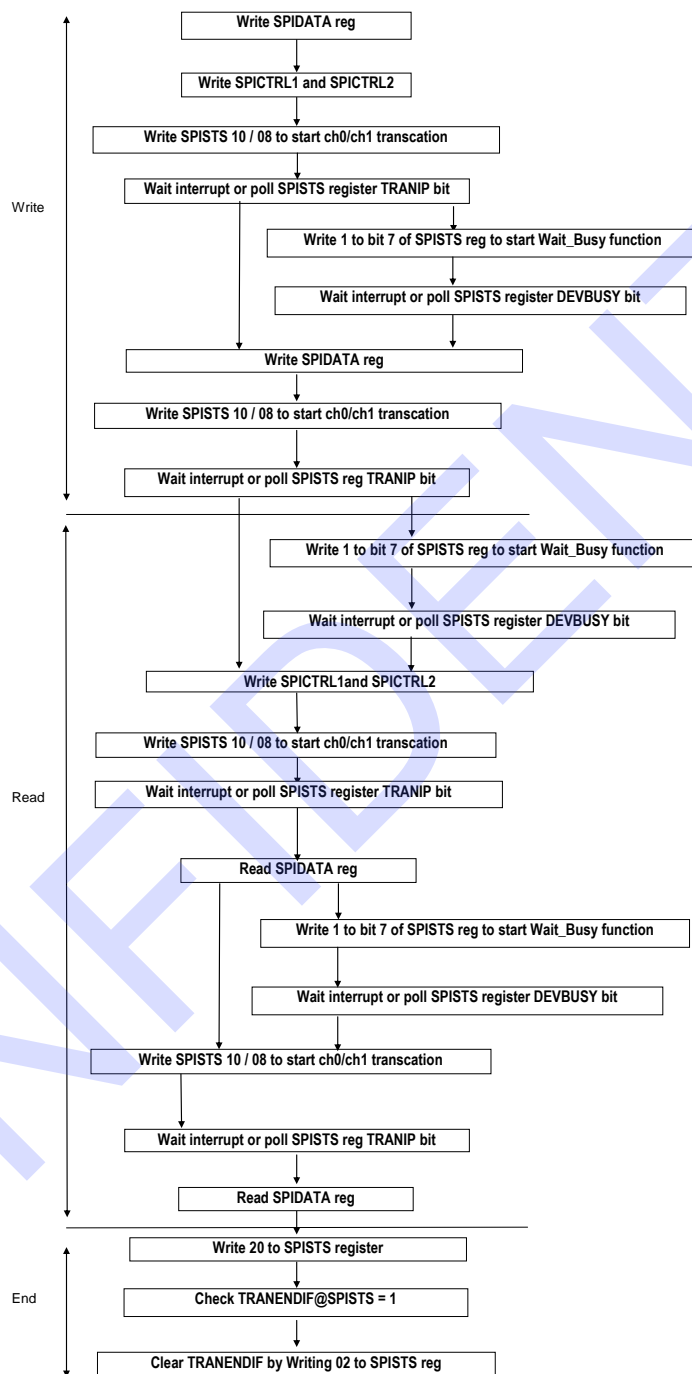 Write SPIDATA reg
Write SPICTRL1 and SPICTRL2
Write SPISTS 10 / 08 to start ch0/ch1 transcation
Wait interrupt or poll SPISTS register TRANIP bit
Write
Write 1 to bit 7 of SPISTS reg to start Wait_Busy function
Wait interrupt or poll SPISTS register DEVBUSY bit
Write SPIDATA reg
Write SPISTS 10 / 08 to start ch0/ch1 transcation
Wait interrupt or poll SPISTS reg TRANIP bit
Write 1 to bit 7 of SPISTS reg to start Wait_Busy function
Wait interrupt or poll SPISTS register DEVBUSY bit
Write SPICTRL1and SPICTRL2
Write SPISTS 10 / 08 to start ch0/ch1 transcation
Wait interrupt or poll SPISTS register TRANIP bit
Read
Read SPIDATA reg
Write 1 to bit 7 of SPISTS reg to start Wait_Busy function
Wait interrupt or poll SPISTS register DEVBUSY bit
Write SPISTS 10 / 08 to start ch0/ch1 transcation
Wait interrupt or poll SPISTS reg TRANIP bit
Read SPIDATA reg
Write 20 to SPISTS register
End
Check TRANENDIF@SPISTS = 1
Clear TRANENDIF by Writing 02 to SPISTS reg
NFIDENT